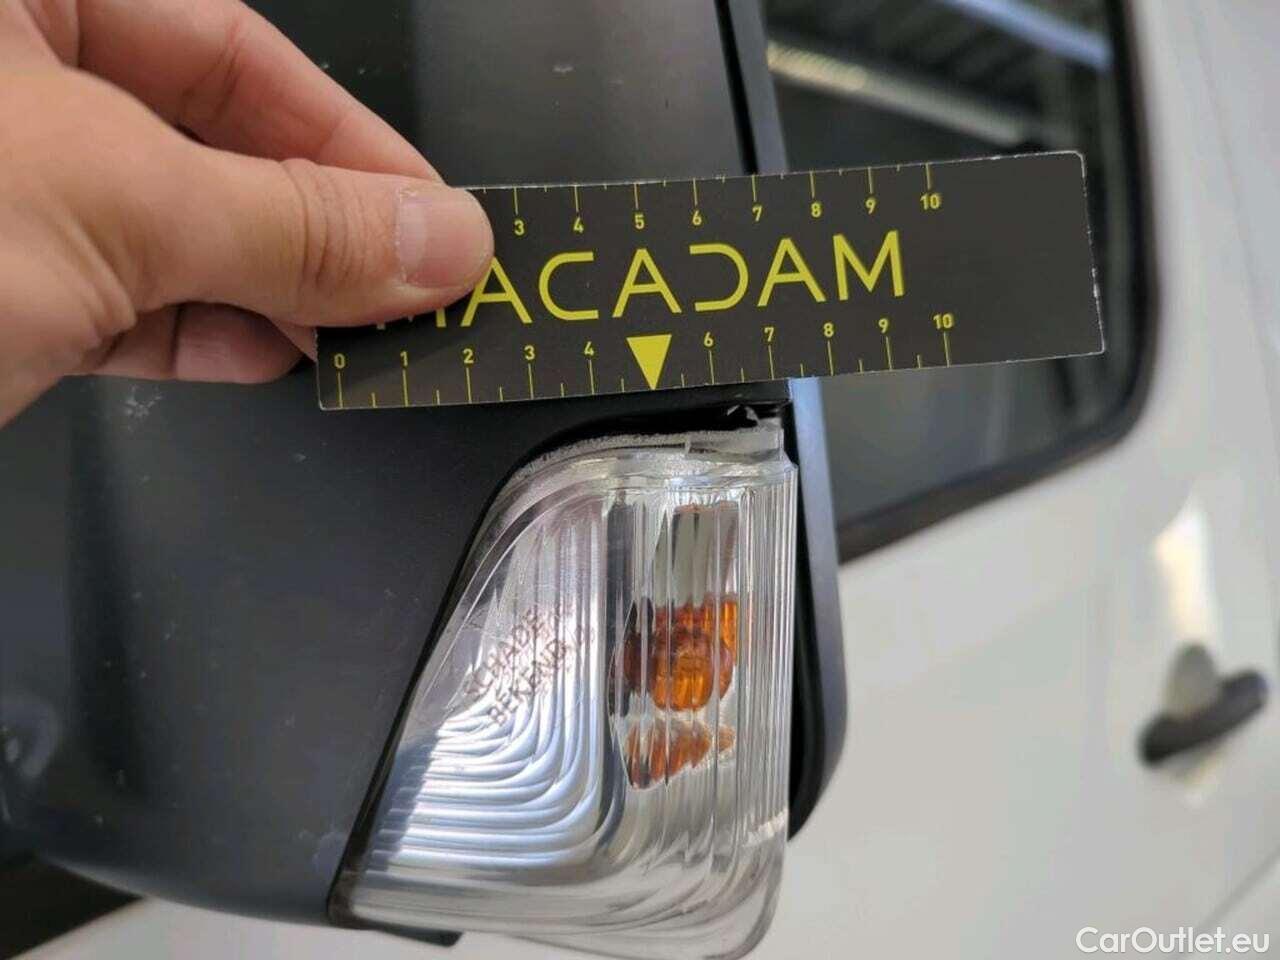 3 4 5 6 7 8 9 10
MACADAM
0 1 2 3 4 6 7 8 9 10
SCHADE
BEKEND
CarOutlet.eu